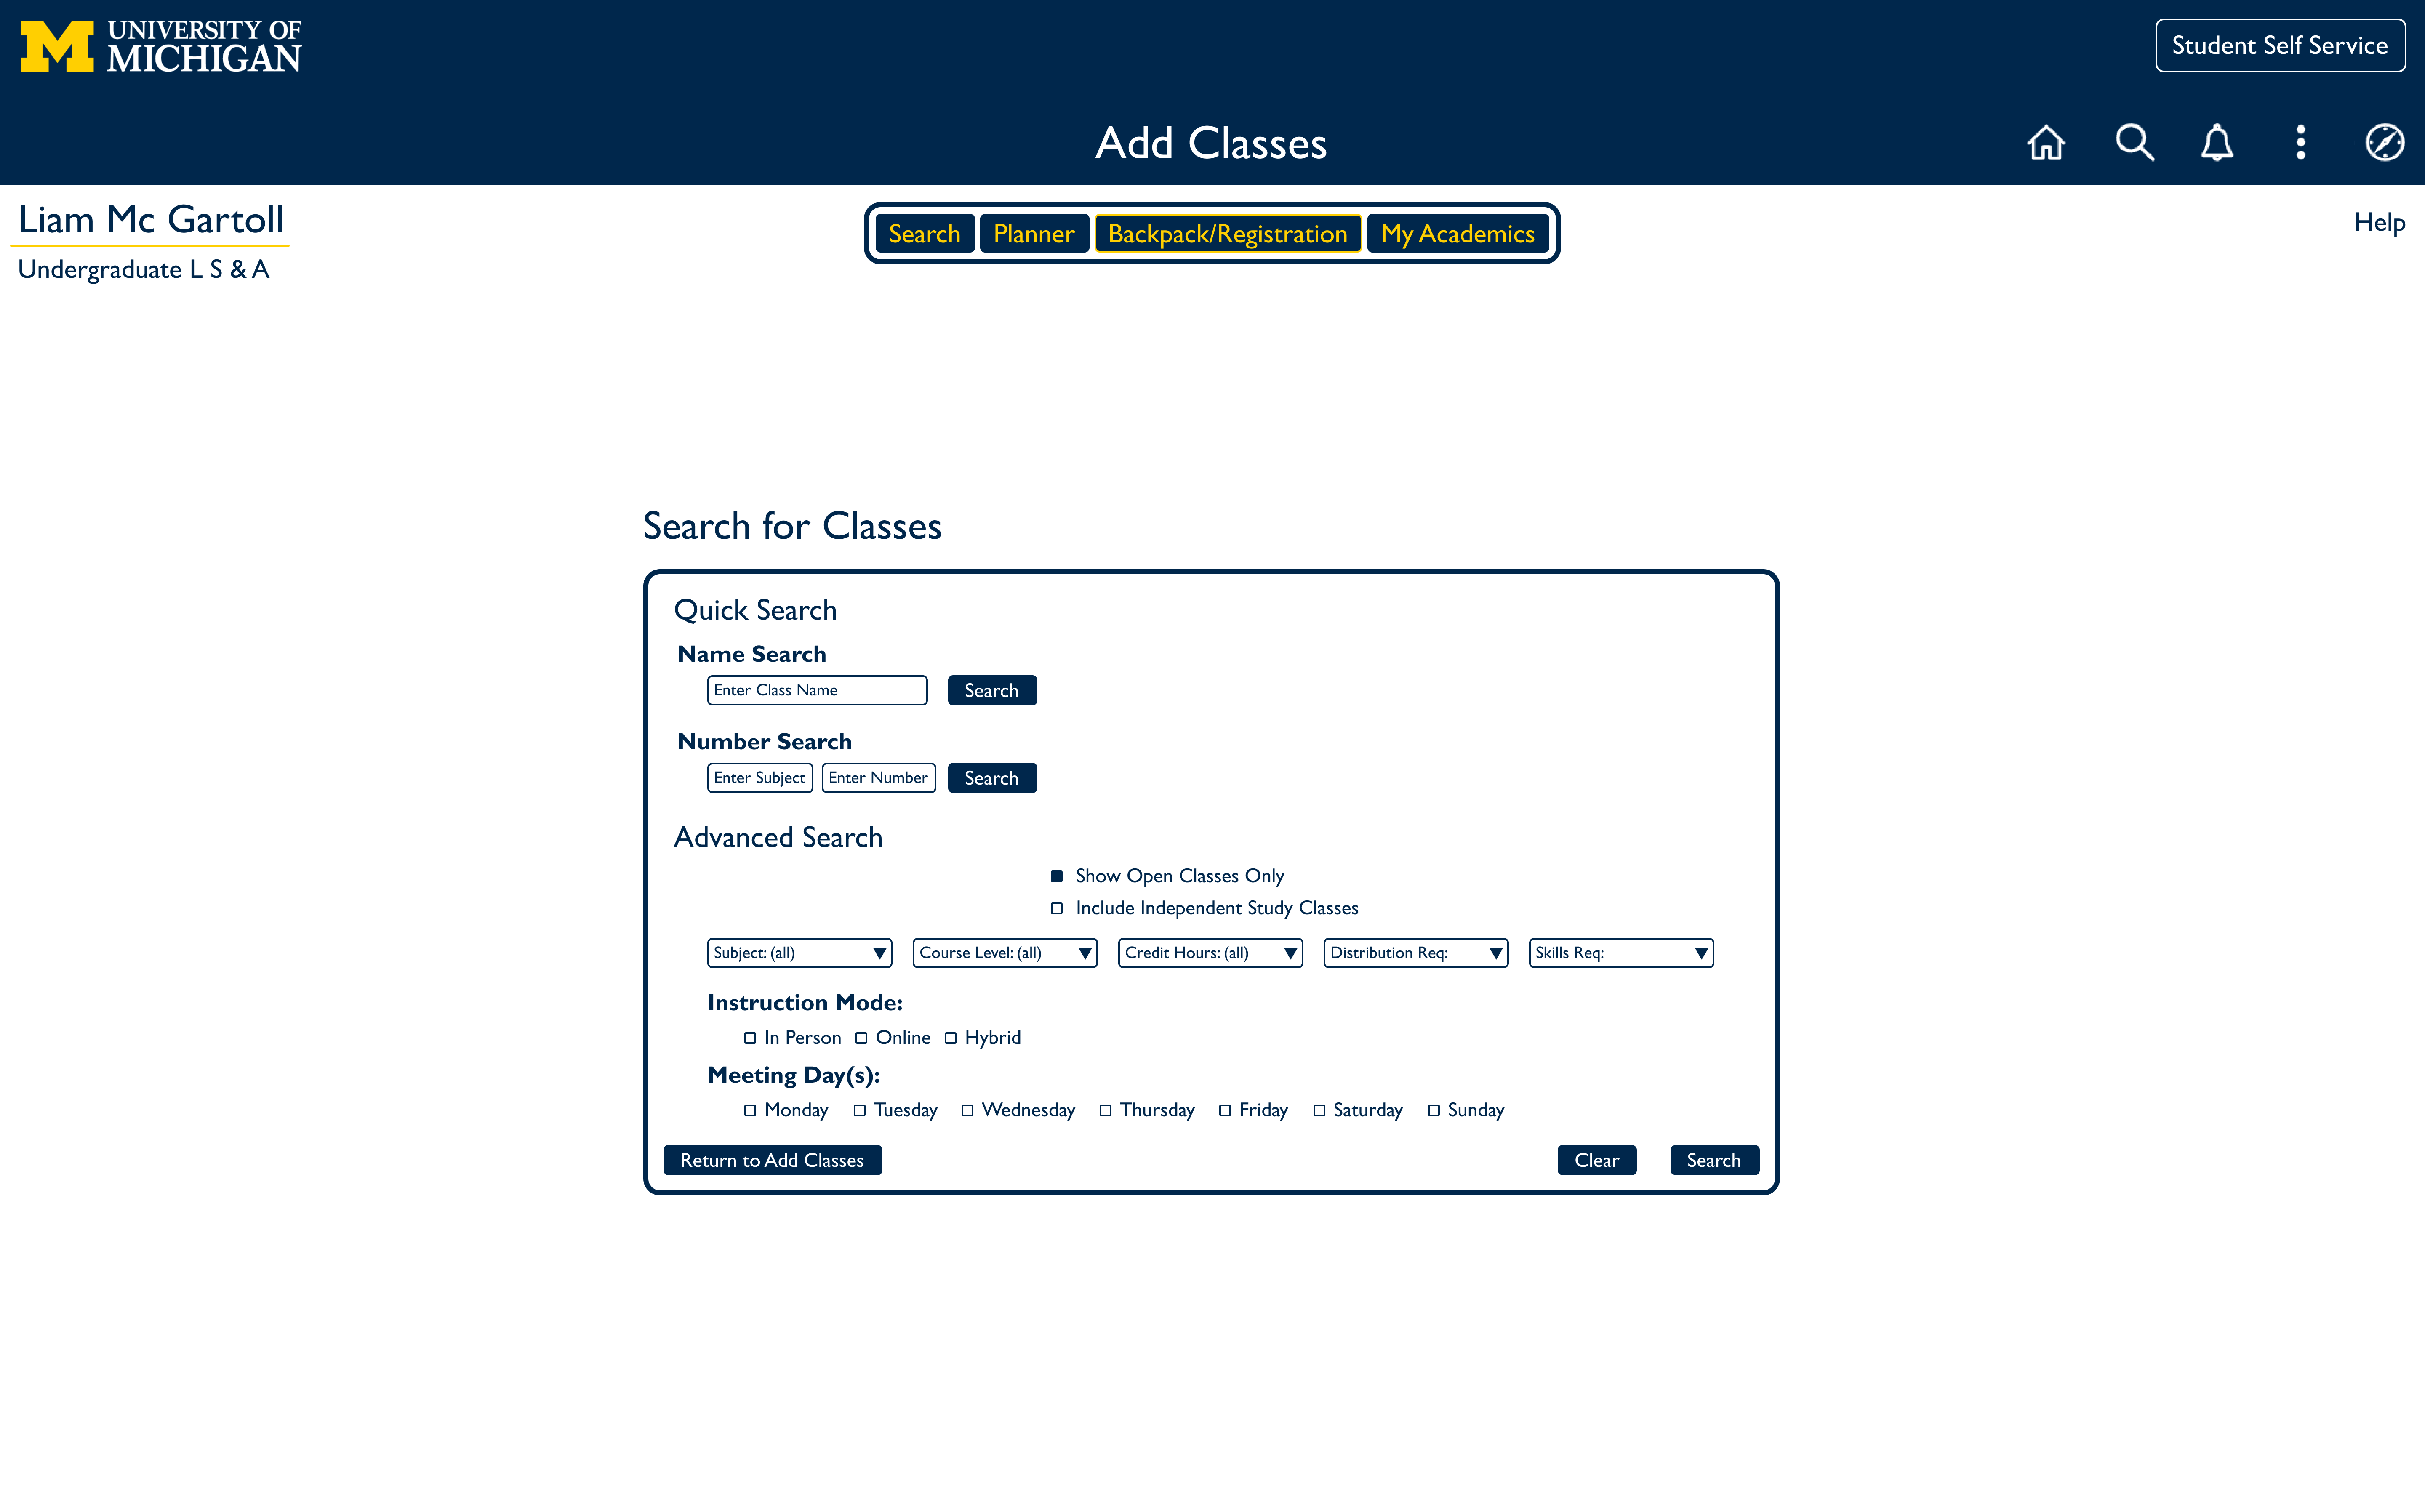 UNIVERSITY OF
MICHIGAN
Student Self Service
Add Classes
Liam Mc Gartoll
Undergraduate L S & A
Search Planner Backpack/Registration My Academics
Help
Search for Classes
Quick Search
Name Search
Enter Class Name Search
Number Search
Enter Subject Enter Number Search
Advanced Search
Show Open Classes Only
Include Independent Study Classes
Subject: (all) Course Level: (all) Credit Hours: (all) Distribution Req: Skills Req:
Instruction Mode:
In Person Online Hybrid
Meeting Day(s):
Monday Tuesday Wednesday Thursday Friday Saturday Sunday
Return to Add Classes Clear Search